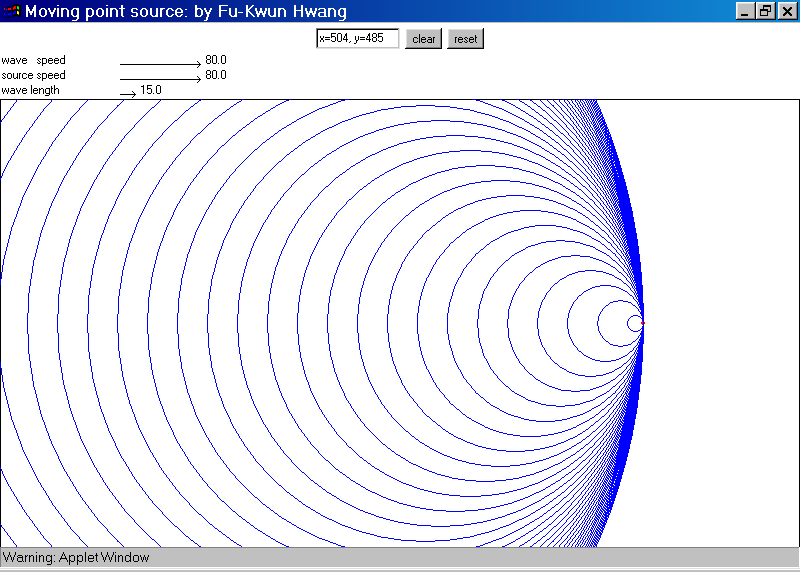 Moving point source: by Fu-Kwun Hwang
x=504, y=485 clear reset
wave speed 80.0
source speed 80.0
wave length 15.0
Warning: Applet Window